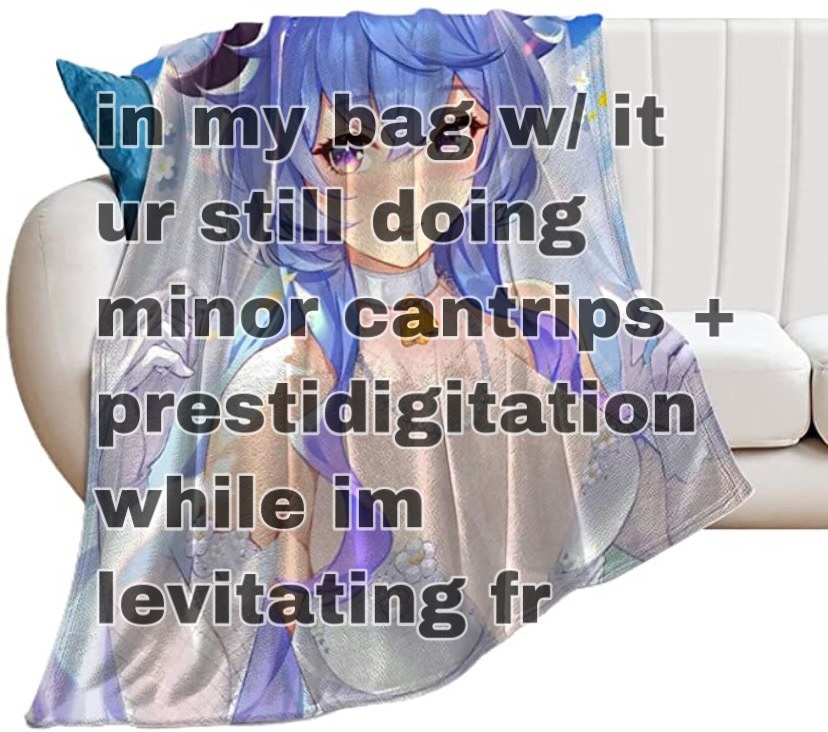 in my bag w/ it
ur still doing
minor cantrips +
prestidigitation
while im
levitating fr